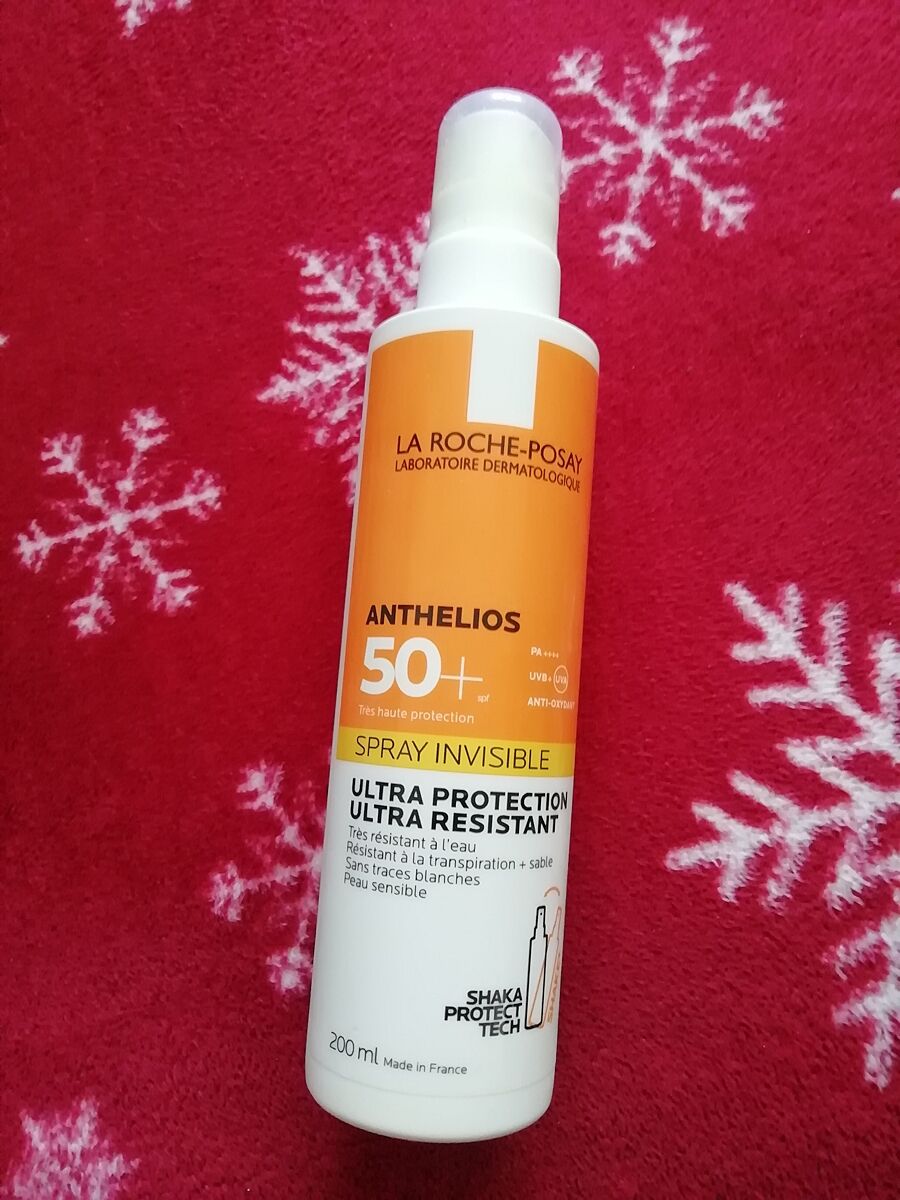 LA ROCHE-POSAY
LABORATOIRE DERMATOLOGIQUE
ANTHELIOS
50+
spf
Très haute protection
PA ++++
UVB+ UVA
ANTI-OXYDANT
SPRAY INVISIBLE
ULTRA PROTECTION
ULTRA RESISTANT
Très résistant à l'eau
Résistant à la transpiration + sable
Sans traces blanches
Peau sensible
SHAKA
PROTECT
TECH
200 ml Made in France